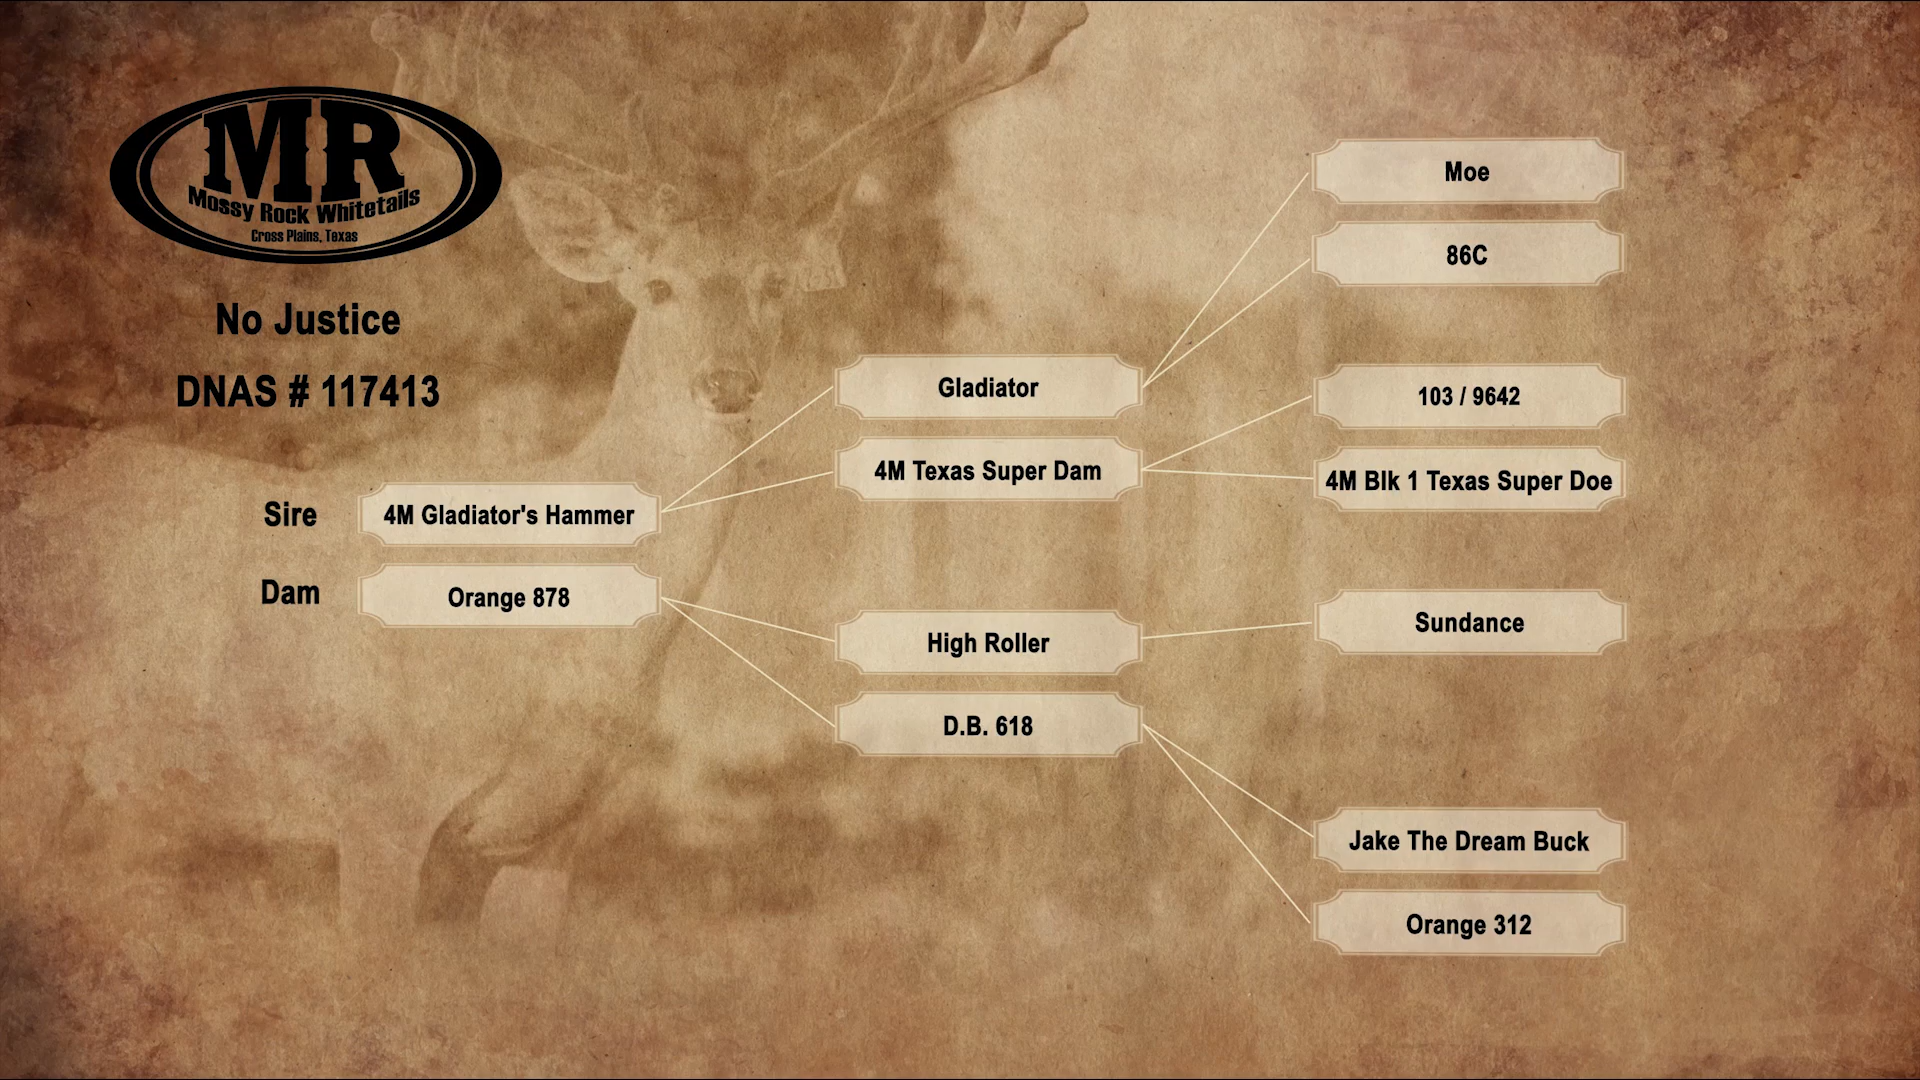 MR
Mossy Rock Whitetails
Cross Plains, Texas
No Justice
DNAS # 117413
Sire
4M Gladiator's Hammer
Dam
Orange 878
Gladiator
4M Texas Super Dam
High Roller
D.B. 618
Moe
86C
103 / 9642
4M Blk 1 Texas Super Doe
Sundance
Jake The Dream Buck
Orange 312